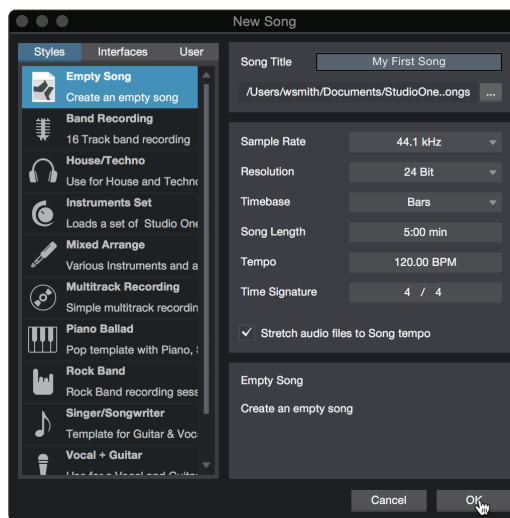 New Song
Styles Interfaces User
Empty Song
Create an empty song
Band Recording
16 Track band recording
House/Techno
Use for House and Techno
Instruments Set
Loads a set of Studio One
Mixed Arrange
Various Instruments and a
Multitrack Recording
Simple multitrack recordin
Piano Ballad
Pop template with Piano,
Rock Band
Rock Band recording sess
Singer/Songwriter
Template for Guitar & Voc
Vocal + Guitar
Song Title My First Song
/Users/wsmith/Documents/StudioOne..ongs ...
Sample Rate 44.1 kHz
Resolution 24 Bit
Timebase Bars
Song Length 5:00 min
Tempo 120.00 BPM
Time Signature 4 / 4
Stretch audio files to Song tempo
Empty Song
Create an empty song
Cancel OK